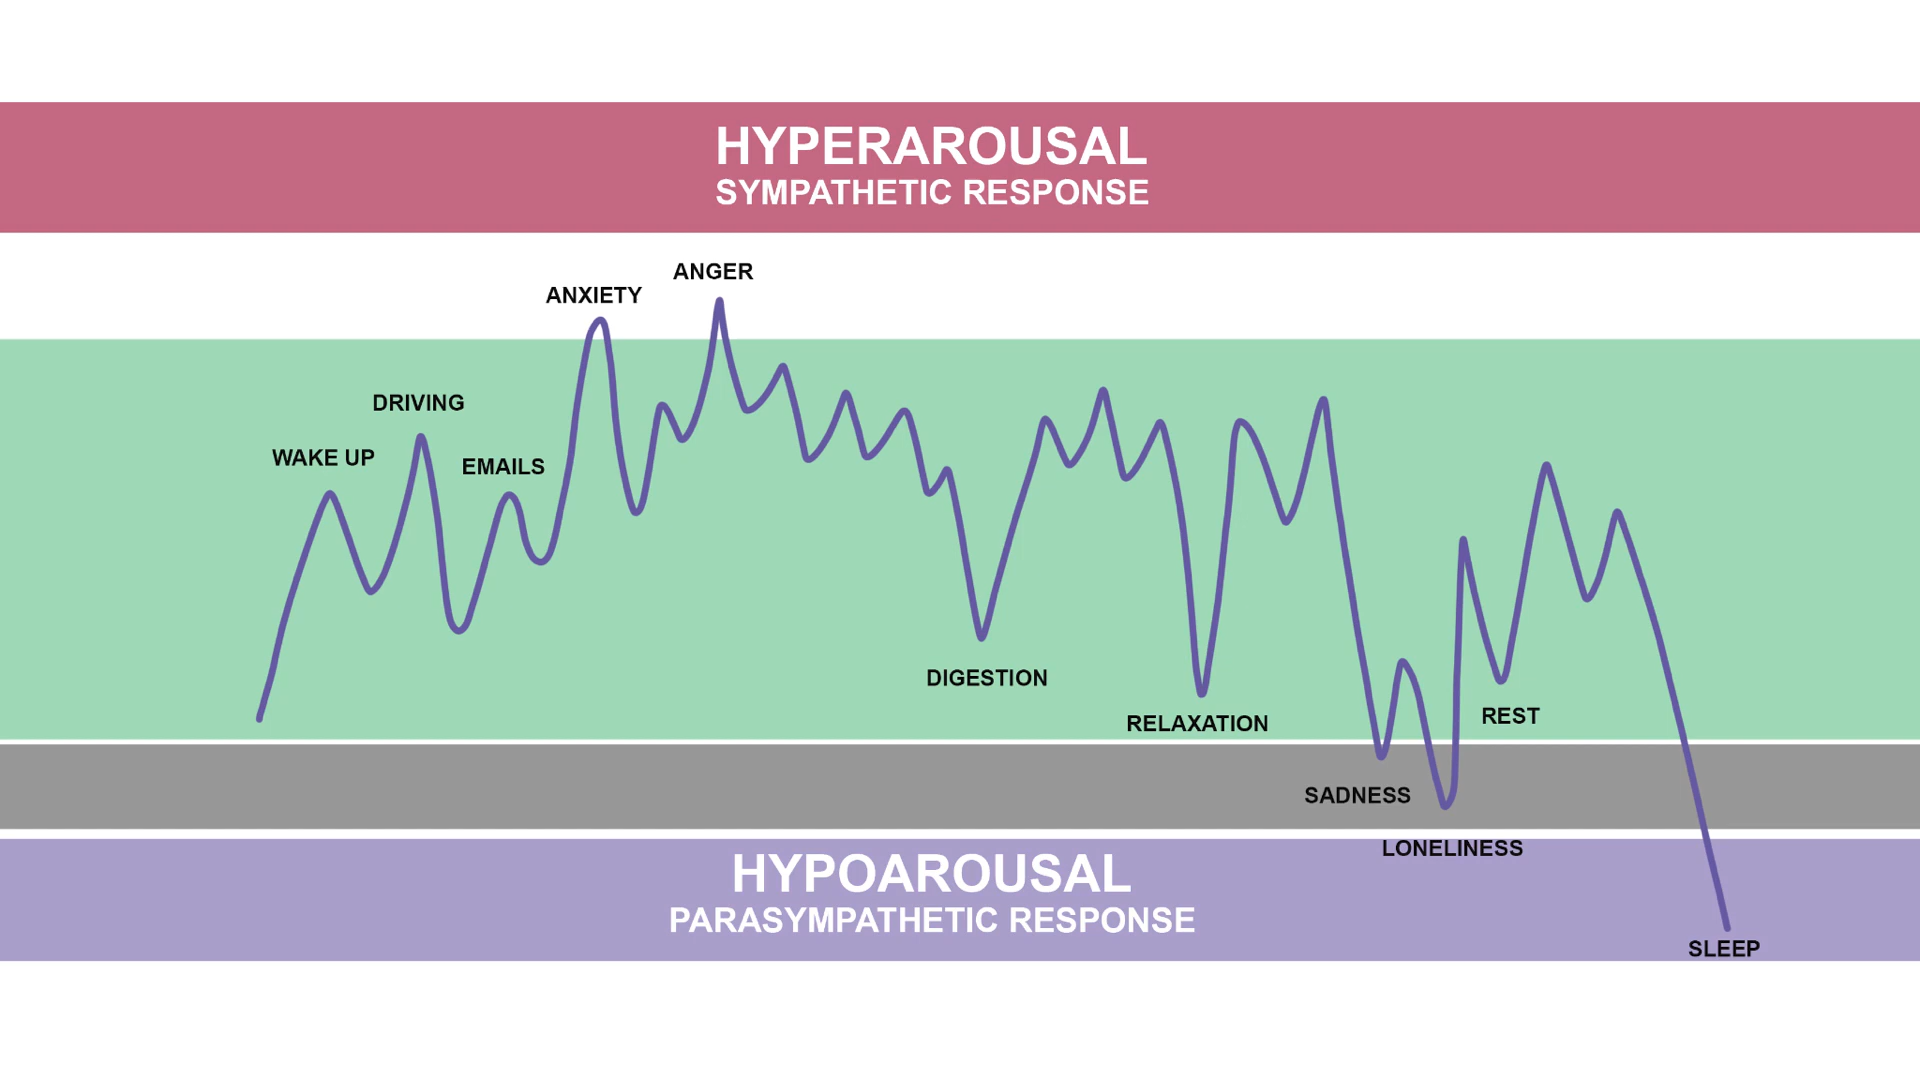 HYPERAROUSAL
SYMPATHETIC RESPONSE
ANGER
ANXIETY
DRIVING
WAKE UP
EMAILS
DIGESTION
RELAXATION
REST
SADNESS
LONELINESS
HYPOAROUSAL
PARASYMPATHETIC RESPONSE
SLEEP